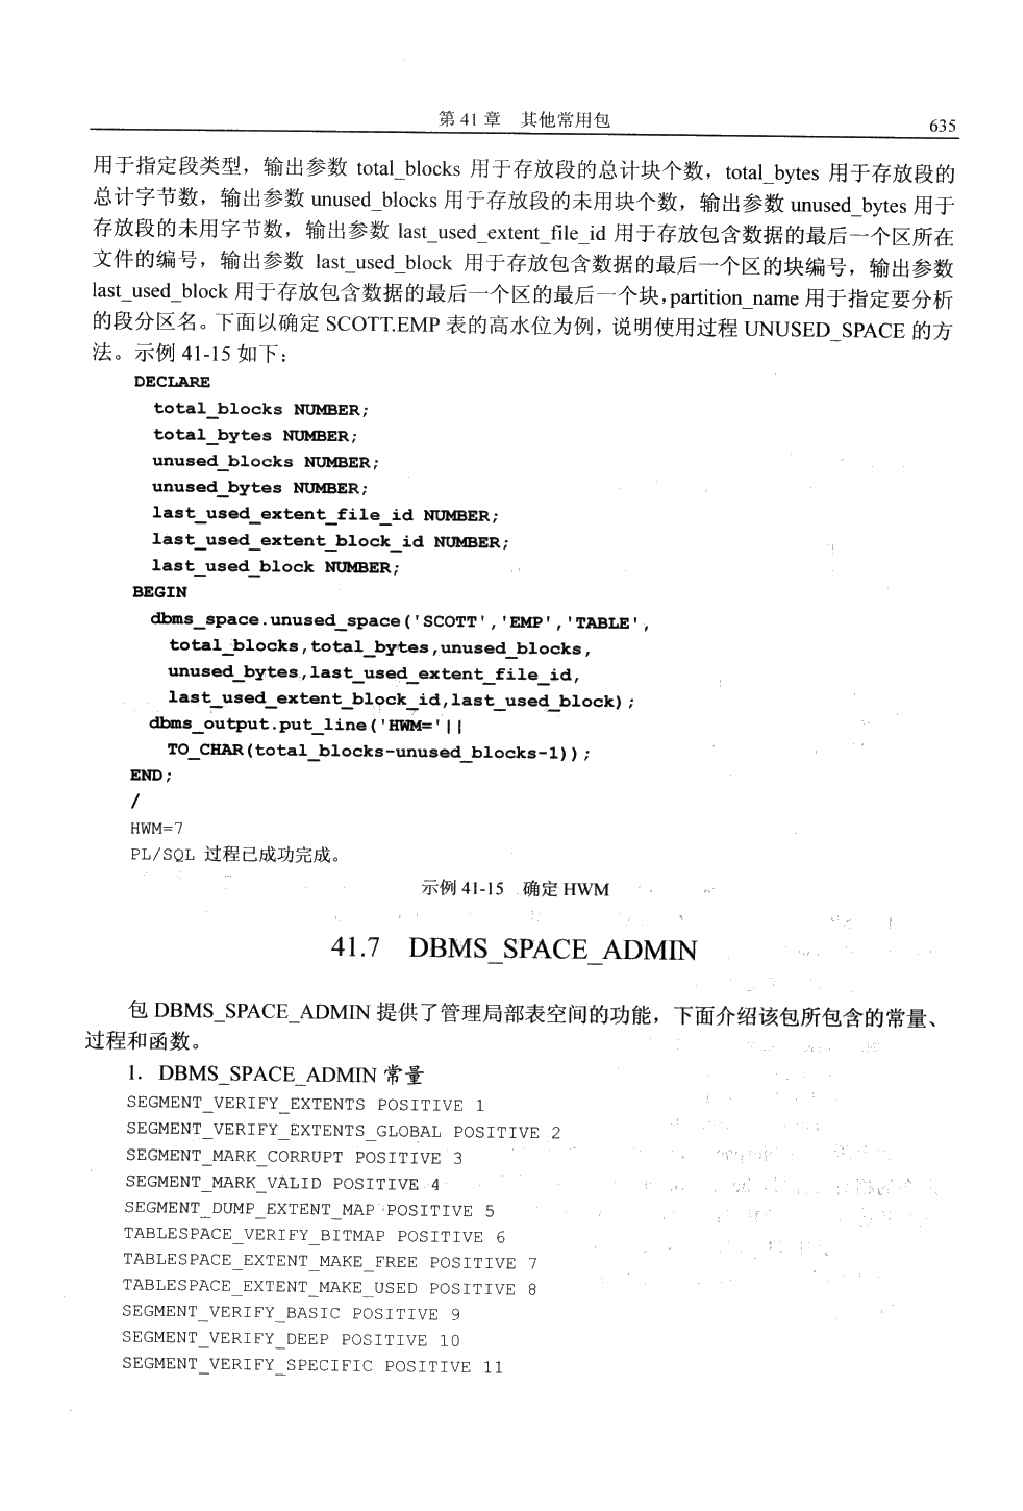 第 41 章 其他常用包
635
用于指定段类型，输出参数 total_blocks 用于存放段的总计块个数，total_bytes 用于存放段的
总计字节数，输出参数 unused_blocks 用于存放段的未用块个数，输出参数 unused_bytes 用于
存放段的未用字节数，输出参数 last_used_extent_file_id 用于存放包含数据的最后一个区所在
文件的编号，输出参数 last_used_block 用于存放包含数据的最后一个区的块编号，输出参数
last_used_block 用于存放包含数据的最后一个区的最后一个块，partition_name 用于指定要分析
的段分区名。下面以确定 SCOTT.EMP 表的高水位为例，说明使用过程 UNUSED_SPACE 的方
法。示例 41-15 如下：
DECLARE
total_blocks NUMBER;
total_bytes NUMBER;
unused_blocks NUMBER;
unused_bytes NUMBER;
last_used_extent_file_id NUMBER;
last_used_extent_block_id NUMBER;
last_used_block NUMBER;
BEGIN
dbms_space.unused_space('SCOTT','EMP','TABLE',
total_blocks,total_bytes,unused_blocks,
unused_bytes,last_used_extent_file_id,
last_used_extent_block_id,last_used_block);
dbms_output.put_line('HWM='||
TO_CHAR(total_blocks-unused_blocks-1));
END;
/
HWM=7
PL/SQL 过程已成功完成。
示例 41-15 确定 HWM
41.7 DBMS_SPACE_ADMIN
包 DBMS_SPACE_ADMIN 提供了管理局部表空间的功能，下面介绍该包所包含的常量、
过程和函数。
1．DBMS_SPACE_ADMIN 常量
SEGMENT_VERIFY_EXTENTS POSITIVE 1
SEGMENT_VERIFY_EXTENTS_GLOBAL POSITIVE 2
SEGMENT_MARK_CORRUPT POSITIVE 3
SEGMENT_MARK_VALID POSITIVE 4
SEGMENT_DUMP_EXTENT_MAP POSITIVE 5
TABLESPACE_VERIFY_BITMAP POSITIVE 6
TABLESPACE_EXTENT_MAKE_FREE POSITIVE 7
TABLESPACE_EXTENT_MAKE_USED POSITIVE 8
SEGMENT_VERIFY_BASIC POSITIVE 9
SEGMENT_VERIFY_DEEP POSITIVE 10
SEGMENT_VERIFY_SPECIFIC POSITIVE 11